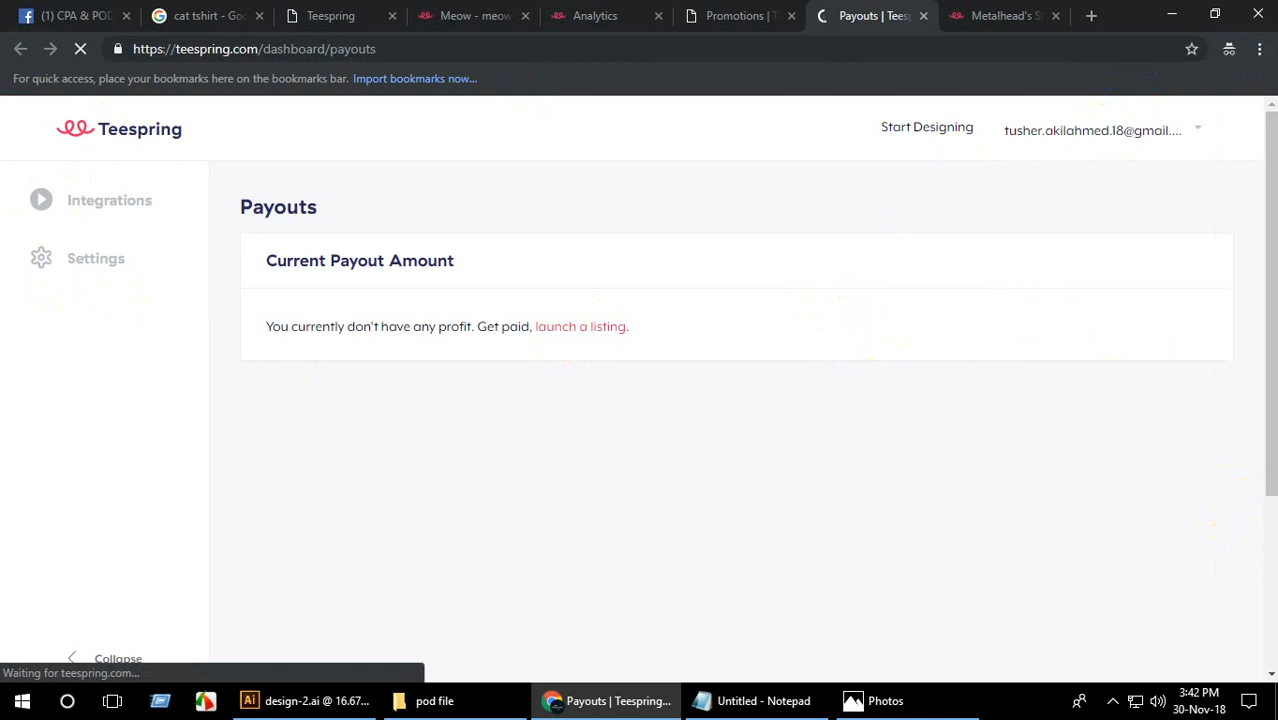 (1) CPA & POD
cat tshirt - Goo
Teespring
Meow - meow
Analytics
Promotions | T
Payouts | Teesp
Metalhead's St
https://teespring.com/dashboard/payouts
For quick access, place your bookmarks here on the bookmarks bar. Import bookmarks now...
Teespring
Start Designing
tusher.akilahmed.18@gmail....
Integrations
Settings
Payouts
Current Payout Amount
You currently don't have any profit. Get paid, launch a listing.
Collapse
Waiting for teespring.com...
Ai
design-2.ai @ 16.67...
pod file
Payouts | Teespring...
Untitled - Notepad
Photos
3:42 PM
30-Nov-18